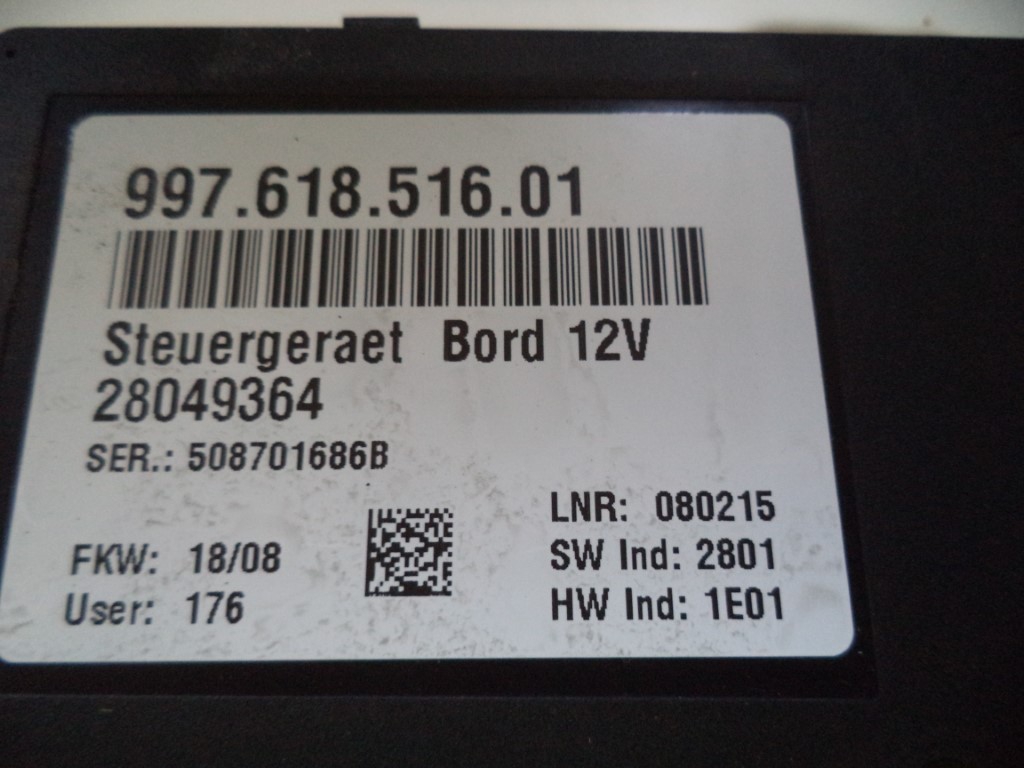 997.618.516.01
Steuergeraet Bord 12V
28049364
SER.: 508701686B
LNR: 080215
FKW: 18/08
SW Ind: 2801
User: 176
HW Ind: 1E01